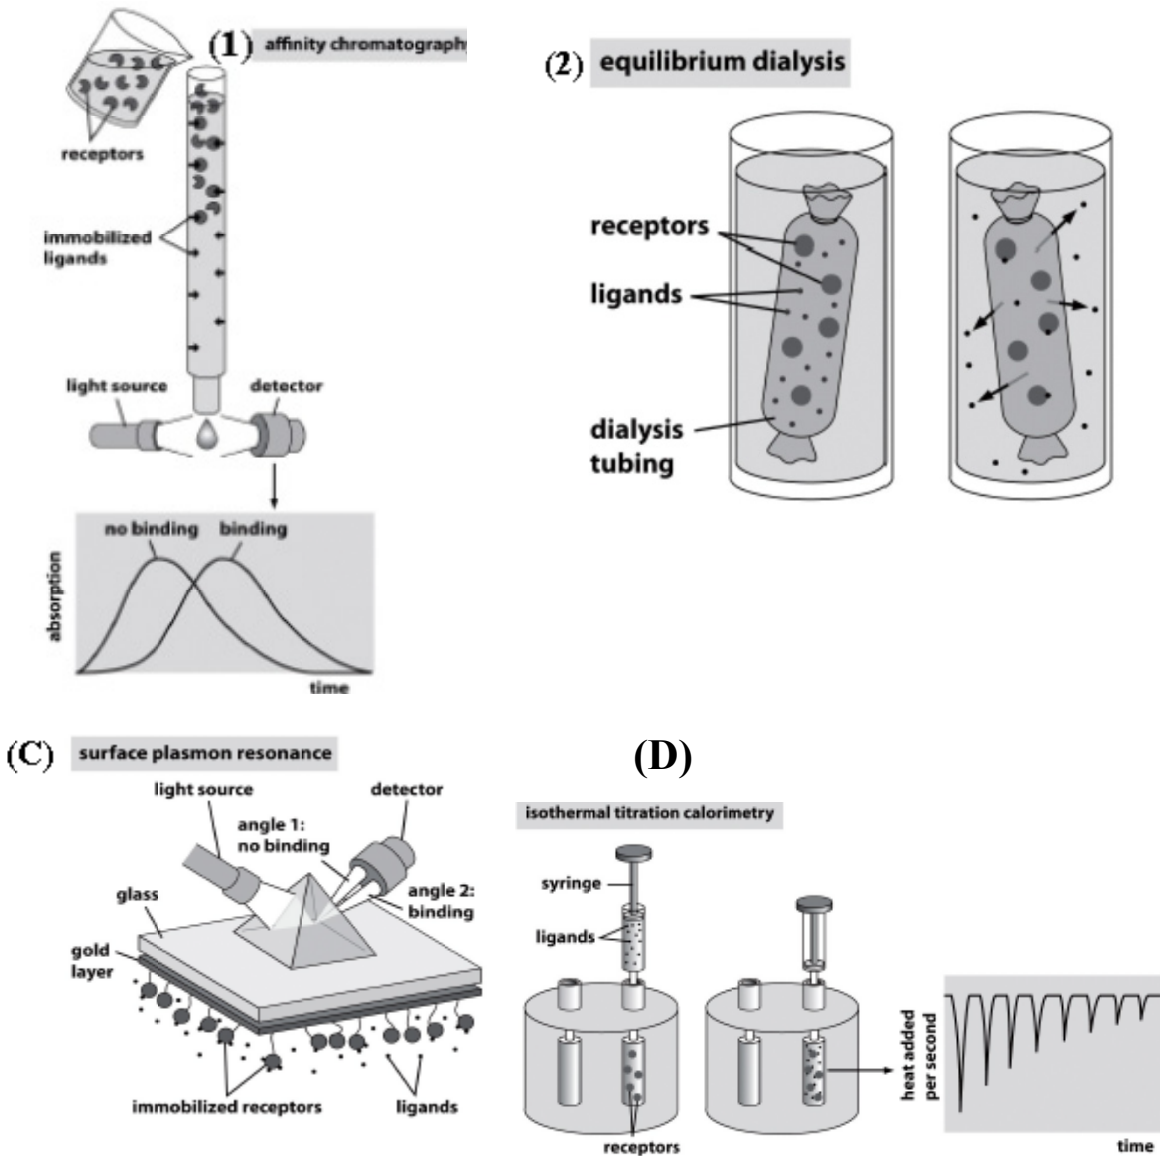 (1) affinity chromatography
receptors
immobilized
ligands
light source
detector
no binding
binding
absorption
time
(2) equilibrium dialysis
receptors
ligands
dialysis
tubing
(C) surface plasmon resonance
light source
detector
angle 1:
no binding
angle 2:
binding
glass
gold
layer
immobilized receptors
ligands
(D)
isothermal titration calorimetry
syringe
ligands
receptors
heat added
per second
time